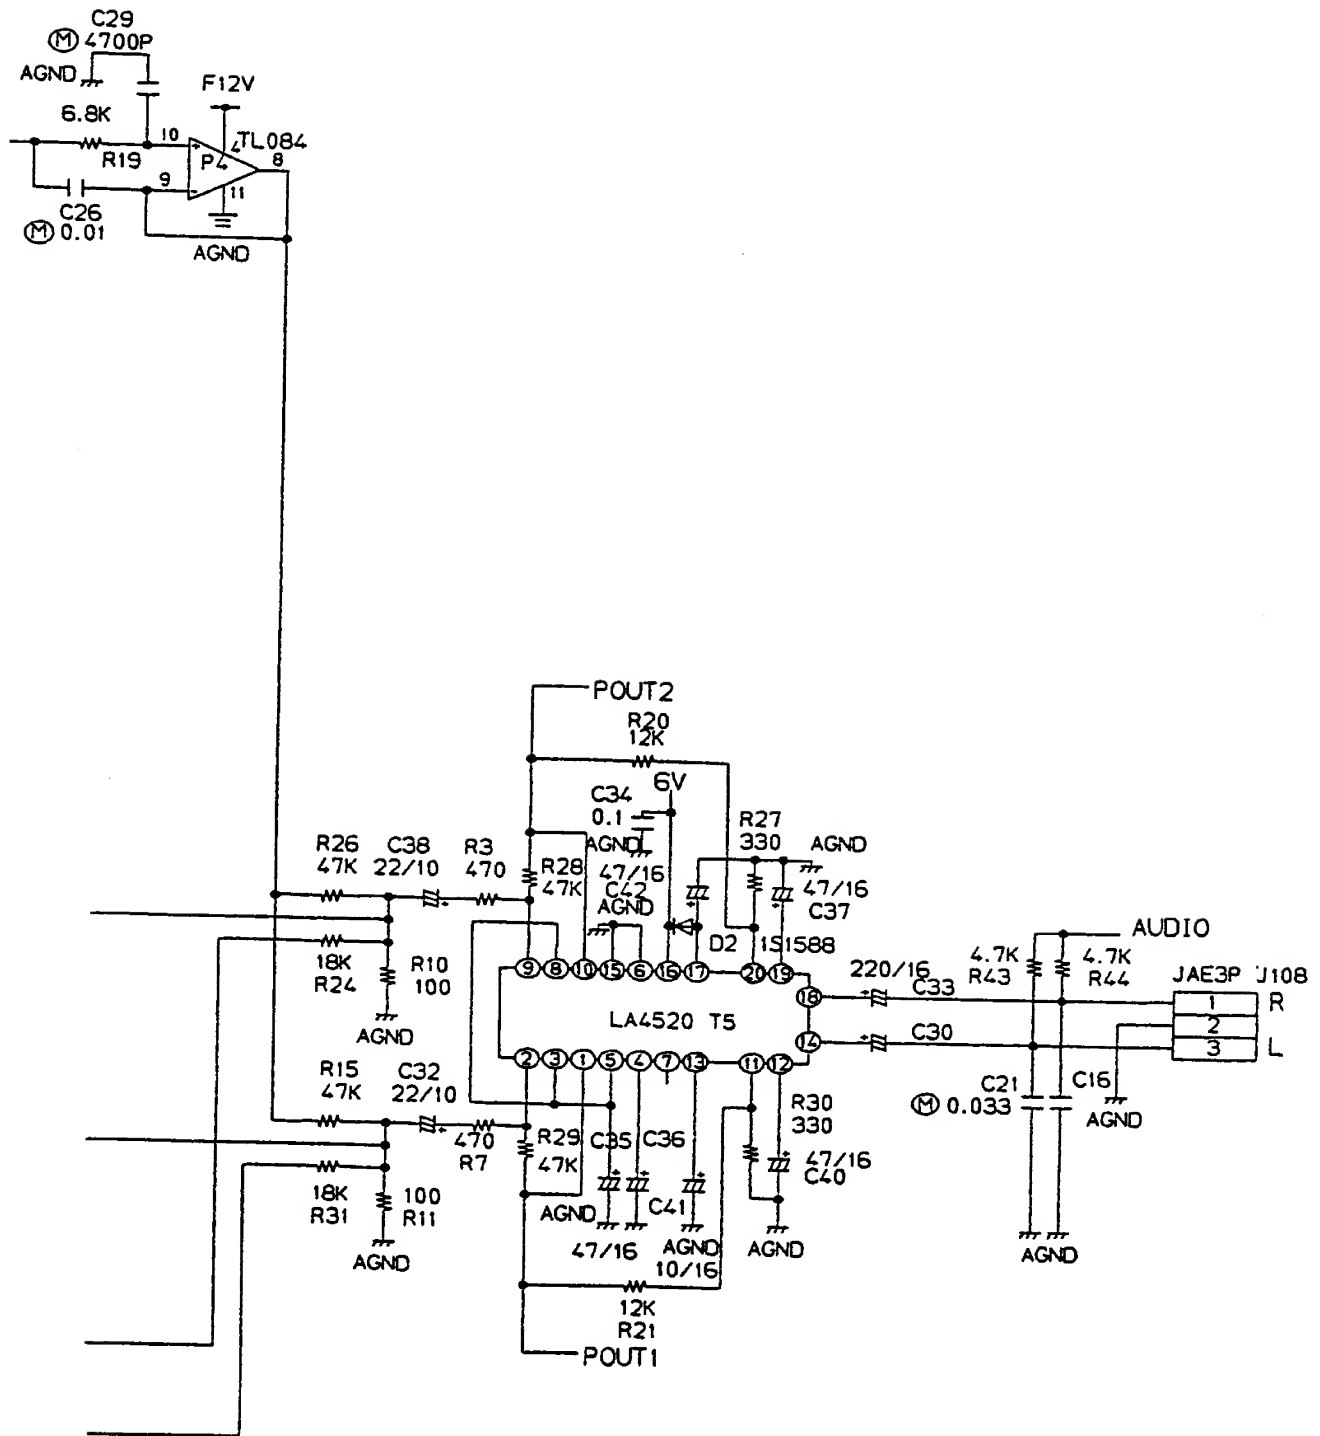 C29
Ⓜ 4700P
AGND
F12V
6.8K
R19
10
9
4
TL084
P4
8
11
C26
Ⓜ 0.01
AGND
POUT2
R20
12K
6V
C34
0.1
AGND
R27
330
AGND
R26
47K
C38
22/10
R3
470
R28
47K
47/16
C42
AGND
47/16
C37
D2
1S1588
18K
R24
R10
100
AGND
9
8
10
15
6
16
17
20
19
18
14
LA4520 T5
2
3
1
5
4
7
13
11
12
220/16
C33
C30
4.7K
R43
4.7K
R44
AUDIO
JAE3P J108
1
R
2
3
L
C21
Ⓜ 0.033
C16
AGND
AGND
R15
47K
C32
22/10
470
R7
R29
47K
C35
C36
C41
R30
330
47/16
C40
18K
R31
100
R11
AGND
AGND
47/16
AGND
10/16
AGND
12K
R21
POUT1